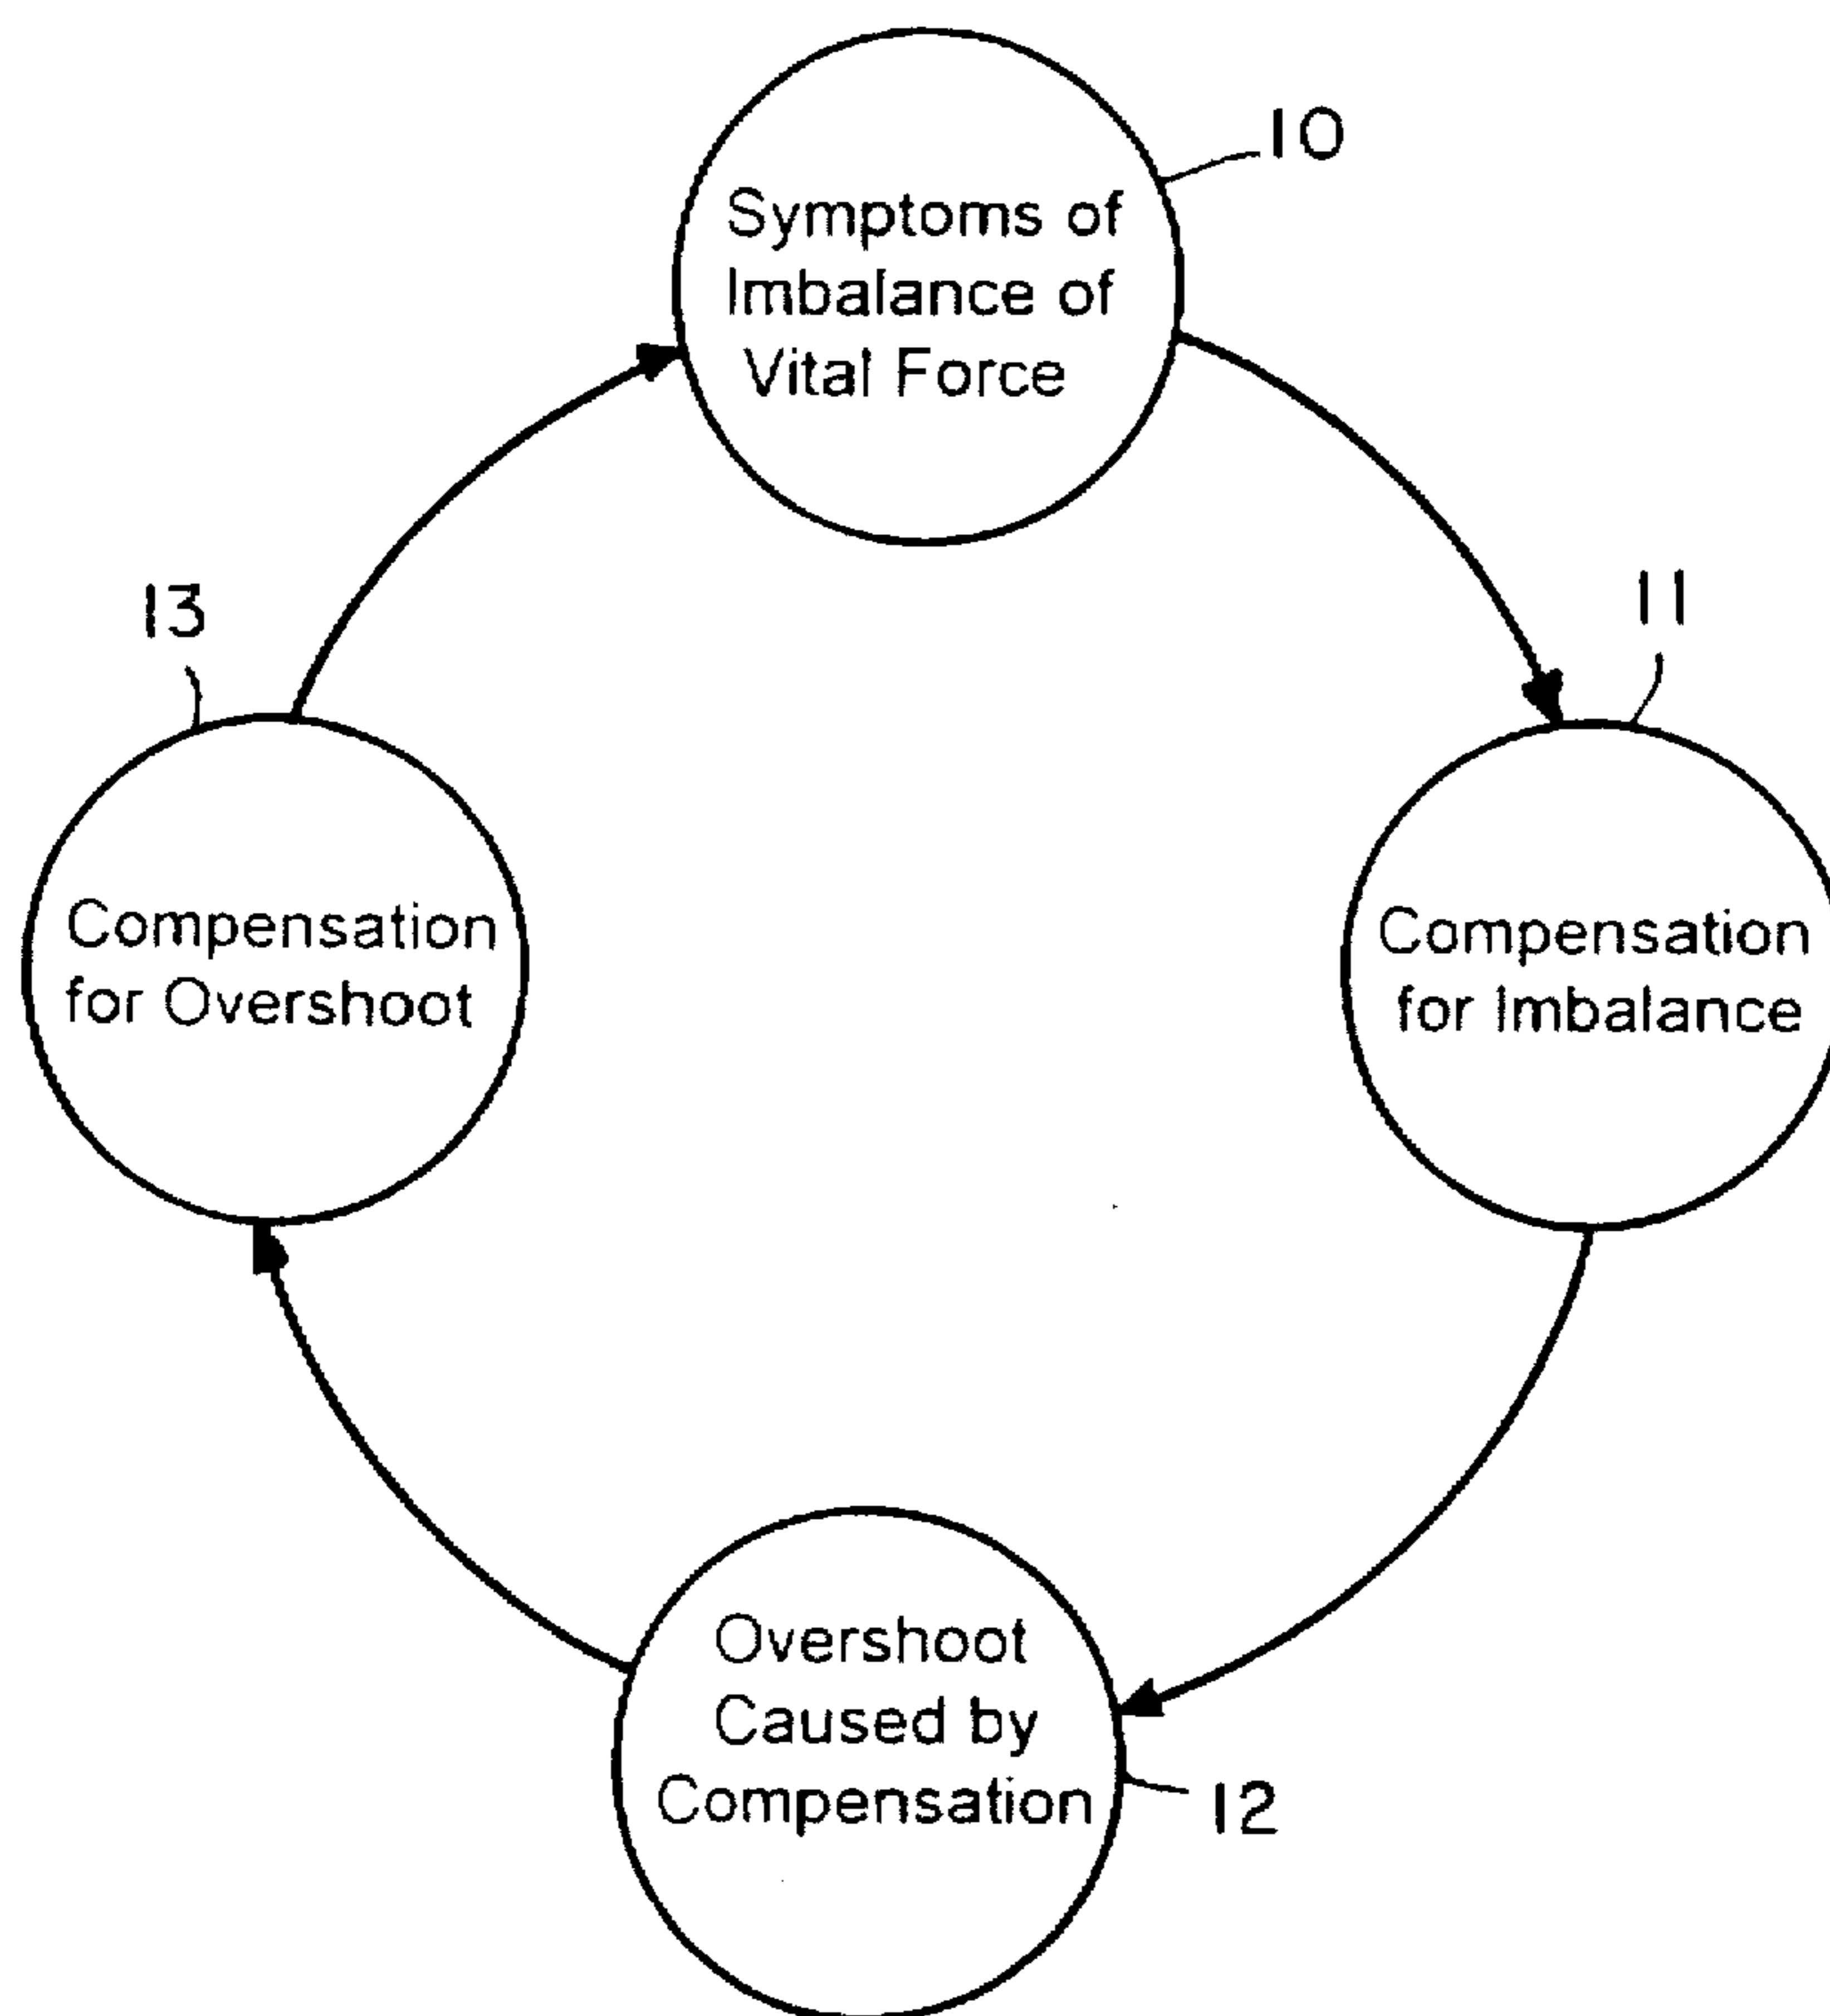 10
Symptoms of
Imbalance of
Vital Force
13
11
Compensation
for Overshoot
Compensation
for Imbalance
Overshoot
Caused by
Compensation
12